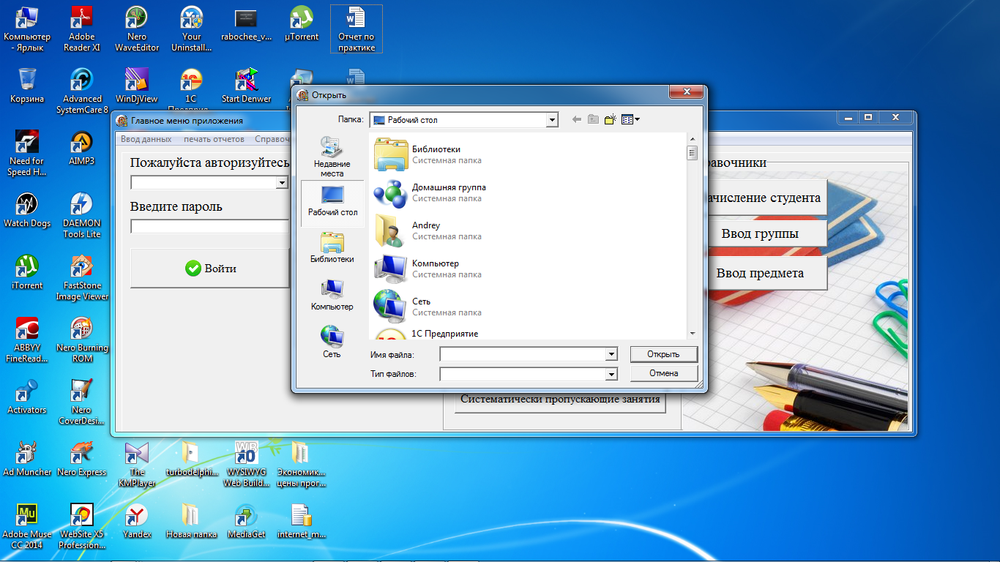 Компьютер
- Ярлык
Adobe
Reader XI
Nero
WaveEditor
Your
Uninstall...
rabochee_v...
µTorrent
Отчет по
практике
Корзина
Advanced
SystemCare 8
WinDjView
1С
Start Denwer
Need for
Speed H...
AIMP3
Watch Dogs
DAEMON
Tools Lite
iTorrent
FastStone
Image Viewer
ABBYY
FineRead...
Nero Burning
ROM
Activators
Nero
CoverDesi...
Ad Muncher
Nero Express
The
KMPlayer
turbodelphi...
WYSIWYG
Web Build...
Экономик...
цены прог...
Adobe Muse
CC 2014
WebSite X5
Profession...
Yandex
Новая папка
MediaGet
internet_m...
Главное меню приложения
Ввод данных
печать отчетов
Справоч
Пожалуйста авторизуйтесь
Введите пароль
Войти
Систематически пропускающие занятия
равочники
ачисление студента
Ввод группы
Ввод предмета
Открыть
Папка:
Рабочий стол
Недавние
места
Рабочий стол
Библиотеки
Компьютер
Сеть
Библиотеки
Системная папка
Домашняя группа
Системная папка
Andrey
Системная папка
Компьютер
Системная папка
Сеть
Системная папка
1С Предприятие
Имя файла:
Открыть
Тип файлов:
Отмена